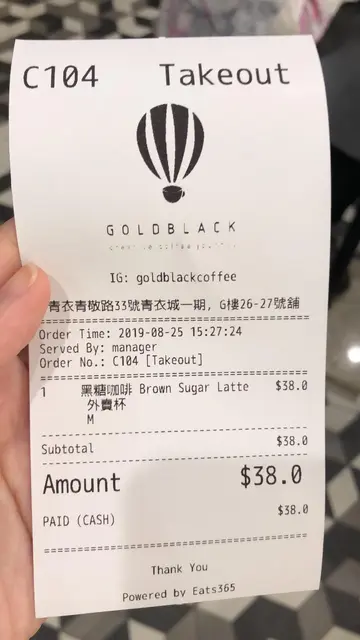 C104 Takeout
GOLDBLACK
IG: goldblackcoffee
青衣青敬路33號青衣城一期, G樓26-27號舖
Order Time: 2019-08-25 15:27:24
Served By: manager
Order No.: C104 [Takeout]
1 黑糖咖啡 Brown Sugar Latte $38.0
外賣杯
M
Subtotal $38.0
Amount $38.0
PAID (CASH) $38.0
Thank You
Powered by Eats365